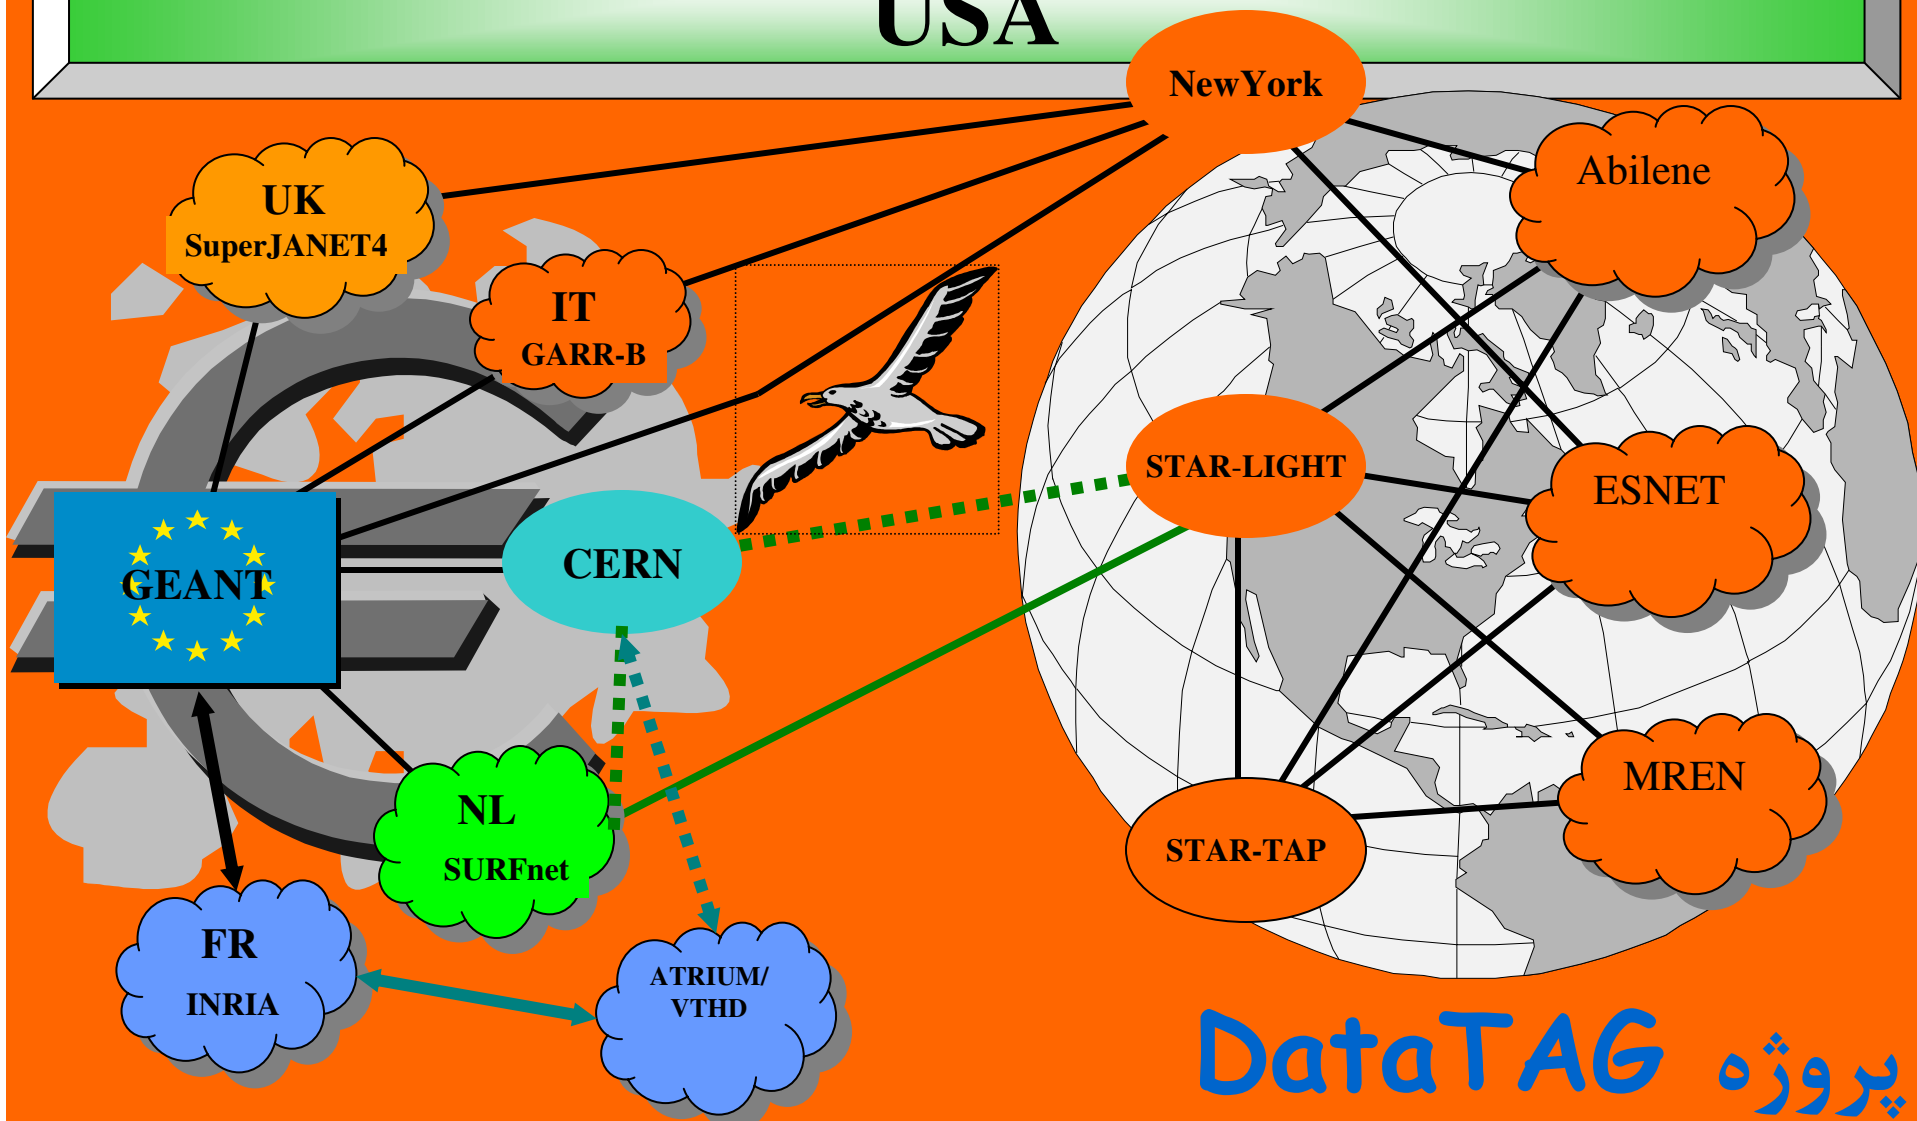 USA
NewYork
Abilene
UK
SuperJANET4
IT
GARR-B
STAR-LIGHT
ESNET
CERN
GEANT
MREN
NL
SURFnet
STAR-TAP
FR
INRIA
ATRIUM/
VTHD
پروژه DataTAG